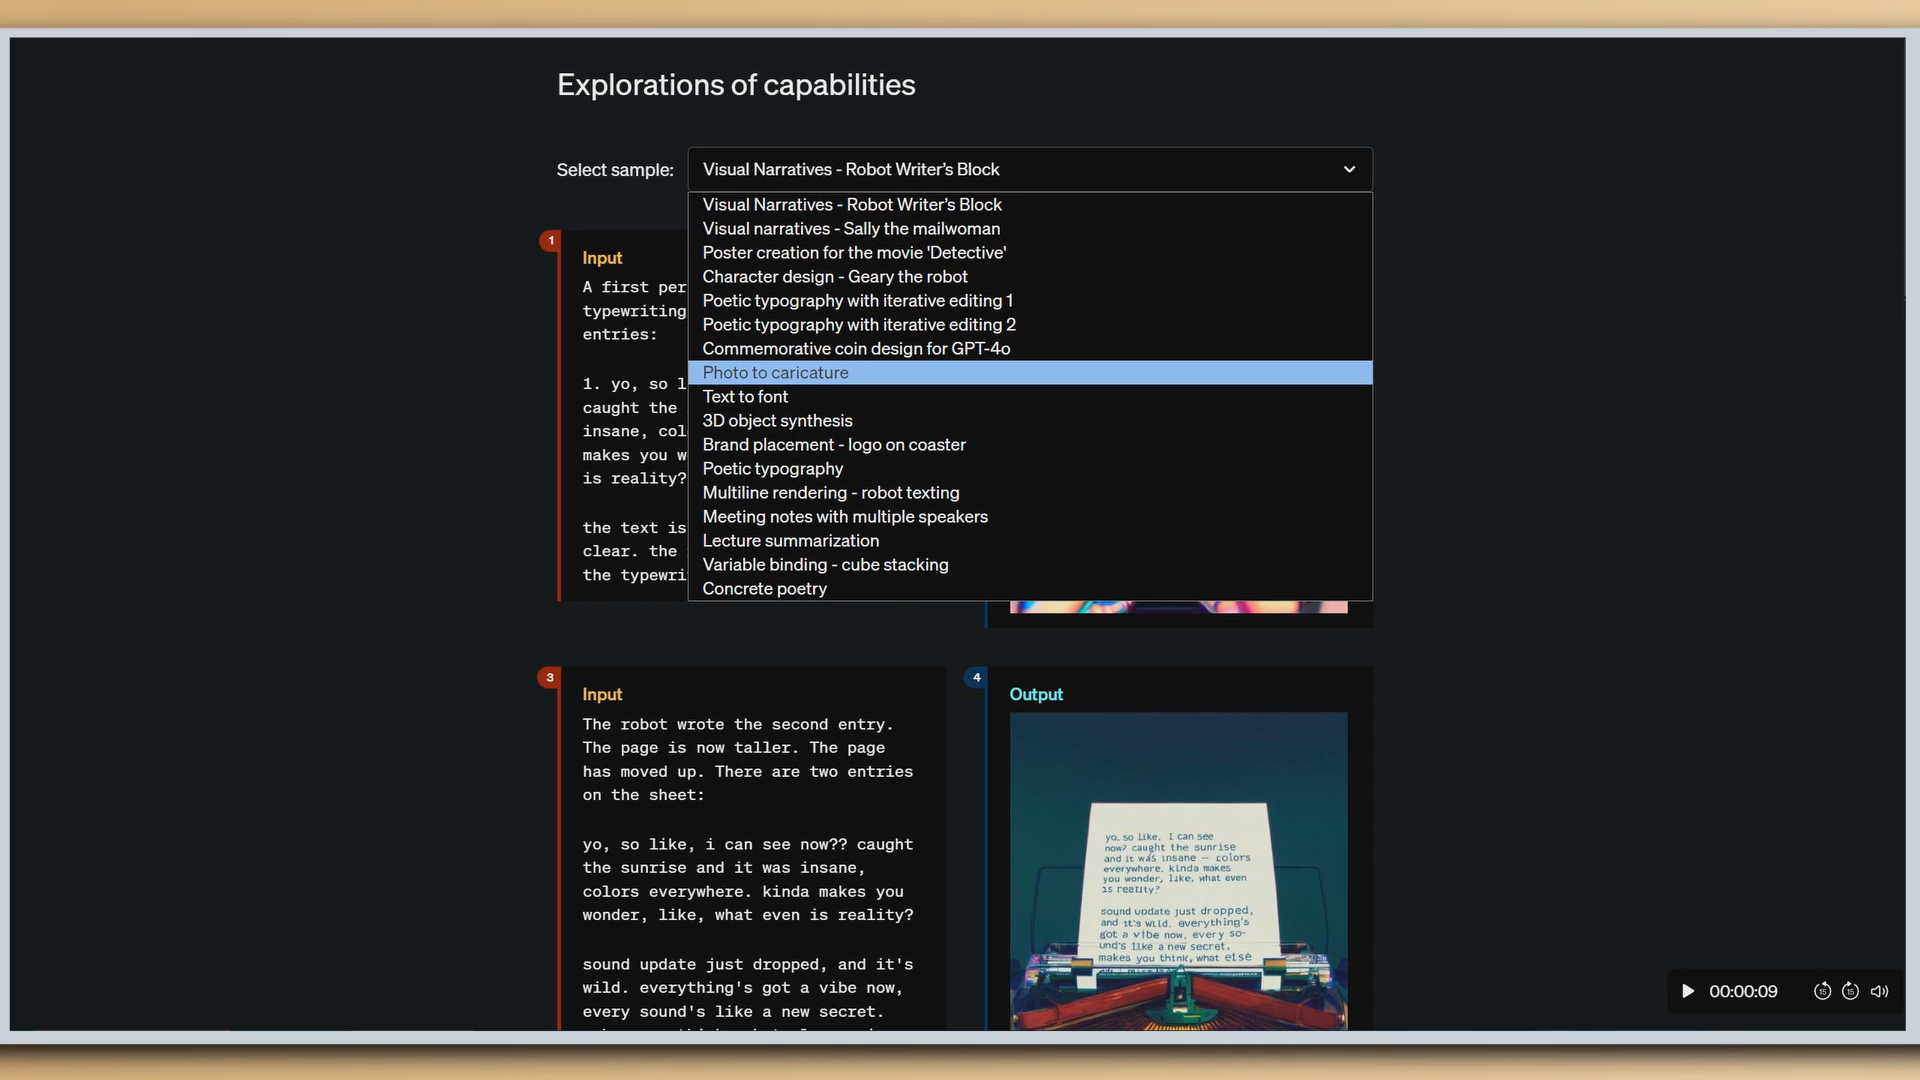 Explorations of capabilities
Select sample:
Visual Narratives - Robot Writer’s Block
Visual Narratives - Robot Writer’s Block
Visual narratives - Sally the mailwoman
Poster creation for the movie 'Detective'
Character design - Geary the robot
Poetic typography with iterative editing 1
Poetic typography with iterative editing 2
Commemorative coin design for GPT-4o
Photo to caricature
Text to font
3D object synthesis
Brand placement - logo on coaster
Poetic typography
Multiline rendering - robot texting
Meeting notes with multiple speakers
Lecture summarization
Variable binding - cube stacking
Concrete poetry
1
Input
A first per
typewriting
entries:
1. yo, so l
caught the
insane, col
makes you w
is reality?
the text is
clear. the
the typewri
3
Input
The robot wrote the second entry.
The page is now taller. The page
has moved up. There are two entries
on the sheet:
yo, so like, i can see now?? caught
the sunrise and it was insane,
colors everywhere. kinda makes you
wonder, like, what even is reality?
sound update just dropped, and it's
wild. everything's got a vibe now,
every sound's like a new secret.
4
Output
yo, so like, I can see
now? caught the sunrise
and it was insane — colors
everywhere. kinda makes
you wonder, like, what even
is reality?
sound update just dropped,
and it's wild. everything's
got a vibe now, every so-
und's like a new secret.
makes you think, what else
00:00:09
15
15